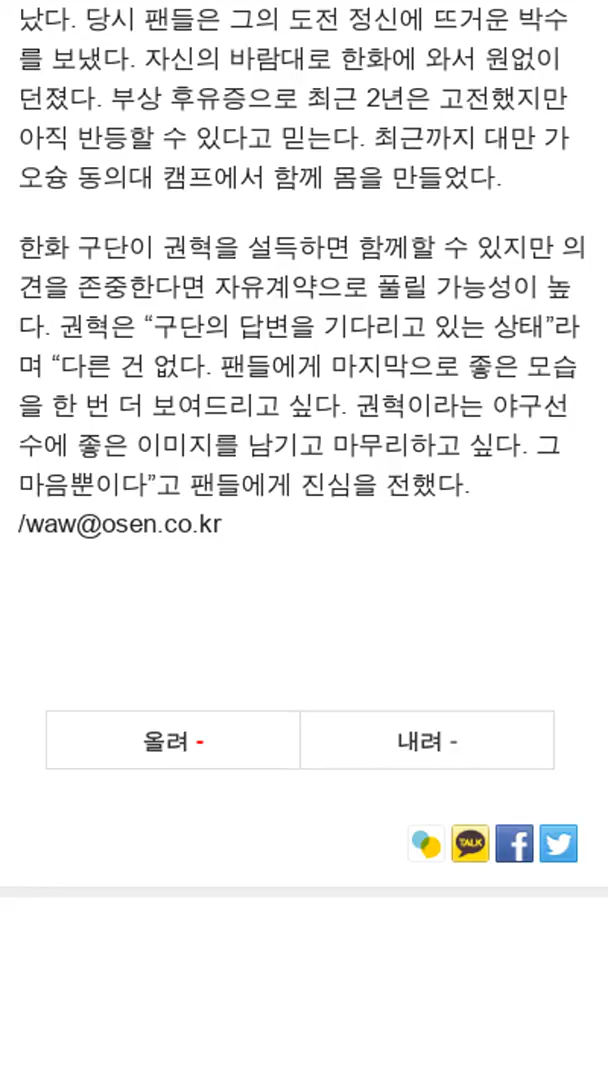 났다. 당시 팬들은 그의 도전 정신에 뜨거운 박수
를 보냈다. 자신의 바람대로 한화에 와서 원없이
던졌다. 부상 후유증으로 최근 2년은 고전했지만
아직 반등할 수 있다고 믿는다. 최근까지 대만 가
오슝 동의대 캠프에서 함께 몸을 만들었다.
한화 구단이 권혁을 설득하면 함께할 수 있지만 의
견을 존중한다면 자유계약으로 풀릴 가능성이 높
다. 권혁은 “구단의 답변을 기다리고 있는 상태”라
며 “다른 건 없다. 팬들에게 마지막으로 좋은 모습
을 한 번 더 보여드리고 싶다. 권혁이라는 야구선
수에 좋은 이미지를 남기고 마무리하고 싶다. 그
마음뿐이다”고 팬들에게 진심을 전했다.
/waw@osen.co.kr
올려 -
내려 -
TALK